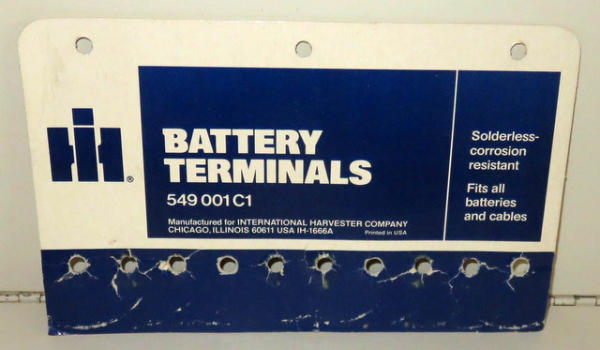 IH®
BATTERY
TERMINALS
549 001 C1
Manufactured for INTERNATIONAL HARVESTER COMPANY
CHICAGO, ILLINOIS 60611 USA IH-1666A
Printed in USA
Solderless-
corrosion
resistant
Fits all
batteries
and cables